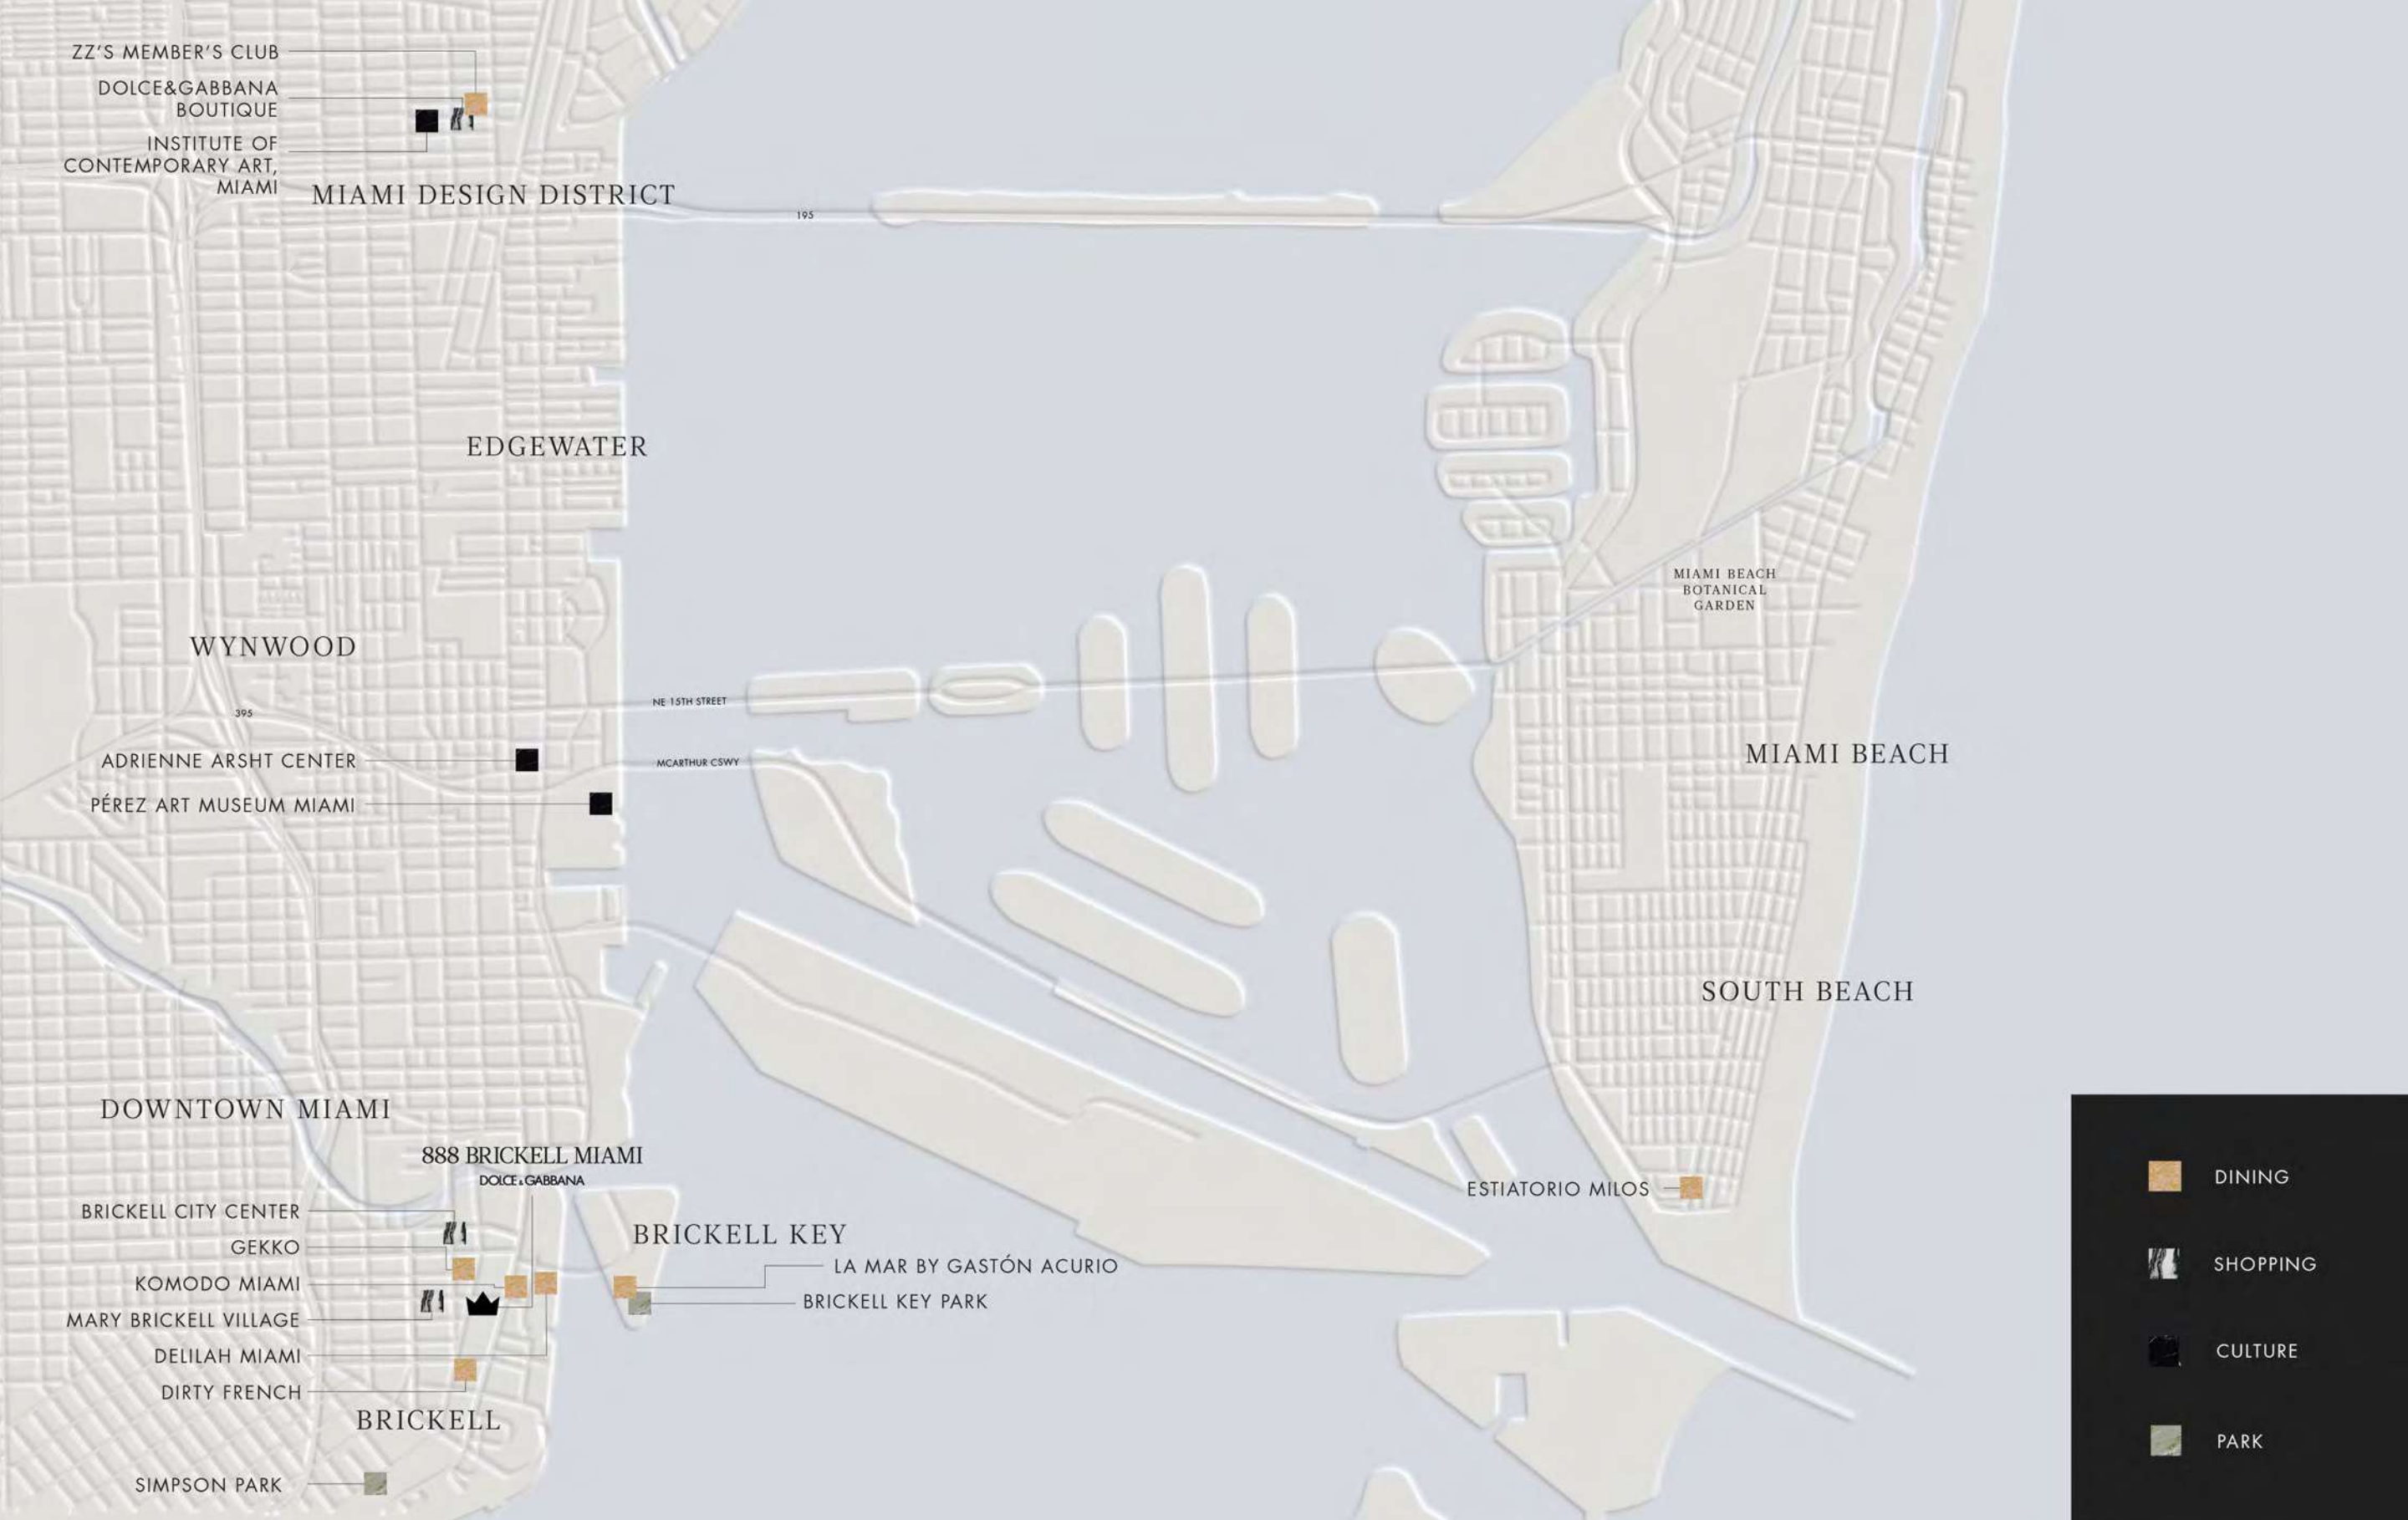 ZZ'S MEMBER'S CLUB
DOLCE&GABBANA
BOUTIQUE
INSTITUTE OF
CONTEMPORARY ART,
MIAMI
MIAMI DESIGN DISTRICT
195
EDGEWATER
MIAMI BEACH
BOTANICAL
GARDEN
WYNWOOD
NE 15TH STREET
395
MIAMI BEACH
ADRIENNE ARSHT CENTER
MCARTHUR CSWY
PÉREZ ART MUSEUM MIAMI
SOUTH BEACH
DOWNTOWN MIAMI
888 BRICKELL MIAMI
DOLCE & GABBANA
ESTIATORIO MILOS
BRICKELL CITY CENTER
GEKKO
KOMODO MIAMI
MARY BRICKELL VILLAGE
DELILAH MIAMI
DIRTY FRENCH
BRICKELL KEY
LA MAR BY GASTÓN ACURIO
BRICKELL KEY PARK
BRICKELL
SIMPSON PARK
DINING
SHOPPING
CULTURE
PARK